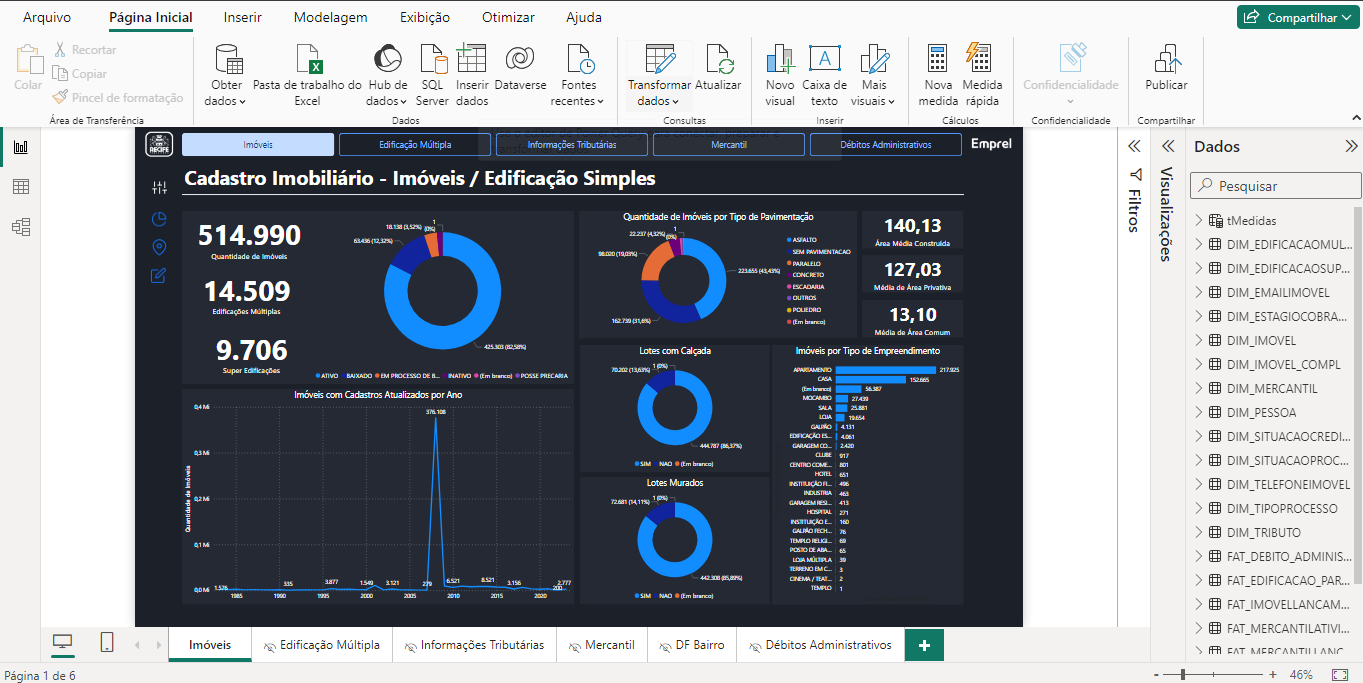 Arquivo
Página Inicial
Inserir
Modelagem
Exibição
Otimizar
Ajuda
Compartilhar
Colar
Recortar
Copiar
Pincel de formatação
Área de Transferência
Obter dados
Pasta de trabalho do Excel
Hub de dados
SQL Server
Inserir dados
Dataverse
Fontes recentes
Dados
Transformar dados
Atualizar
Consultas
Novo visual
Caixa de texto
Mais visuais
Inserir
Nova medida
Medida rápida
Cálculos
Confidencialidade
Confidencialidade
Publicar
Compartilhar
RECIFE
Imóveis
Edificação Múltipla
Informações Tributárias
Mercantil
Débitos Administrativos
Emprel
Cadastro Imobiliário - Imóveis / Edificação Simples
514.990
Quantidade de Imóveis
14.509
Edificações Múltiplas
9.706
Super Edificações
1
18.138 (3,52%)
(0%)
63.436 (12,32%)
425.303 (82,58%)
ATIVO
BAIXADO
EM PROCESSO DE B...
INATIVO
(Em branco)
POSSE PRECARIA
Quantidade de Imóveis por Tipo de Pavimentação
1
22.237 (4,32%)
(0%)
98.020 (19,03%)
223.655 (43,43%)
162.739 (31,6%)
ASFALTO
SEM PAVIMENTACAO
PARALELO
CONCRETO
ESCADARIA
OUTROS
POLIEDRO
(Em branco)
140,13
Área Média Construída
127,03
Média de Área Privativa
13,10
Média de Área Comum
Imóveis com Cadastros Atualizados por Ano
Quantidade de Imóveis
0,4 Mi
0,3 Mi
0,2 Mi
0,1 Mi
0,0 Mi
376.108
1.576
335
3.877
1.549
3.121
279
6.521
8.521
3.156
200
2.777
1985
1990
1995
2000
2005
2010
2015
2020
Lotes com Calçada
1 (0%)
70.202 (13,63%)
444.787 (86,37%)
SIM
NAO
(Em branco)
Lotes Murados
1 (0%)
72.681 (14,11%)
442.308 (85,89%)
SIM
NAO
(Em branco)
Imóveis por Tipo de Empreendimento
APARTAMENTO 217.925
CASA 152.665
(Em branco) 56.387
MOCAMBO 27.439
SALA 25.881
LOJA 19.654
GALPÃO 4.131
EDIFICAÇÃO ES... 4.061
GARAGEM CO... 2.420
CLUBE 917
CENTRO COME... 801
HOTEL 651
INSTITUIÇÃO FI... 496
INDUSTRIA 463
GARAGEM RESI... 413
HOSPITAL 271
INSTITUIÇÃO E... 160
GALPÃO FECH... 76
TEMPLO RELIGI... 69
POSTO DE ABA... 65
LOJA MÚLTIPLA 39
TERRENO EM C... 3
CINEMA / TEAT... 2
TEMPLO 1
Filtros
Visualizações
Dados
Pesquisar
tMedidas
DIM_EDIFICACAOMUL...
DIM_EDIFICACAOSUP...
DIM_EMAILIMOVEL
DIM_ESTAGIOCOBRA...
DIM_IMOVEL
DIM_IMOVEL_COMPL
DIM_MERCANTIL
DIM_PESSOA
DIM_SITUACAOCREDI...
DIM_SITUACAOPROC...
DIM_TELEFONEIMOVEL
DIM_TIPOPROCESSO
DIM_TRIBUTO
FAT_DEBITO_ADMINIS...
FAT_EDIFICACAO_PAR...
FAT_IMOVELLANCAM...
FAT_MERCANTILATIVI...
FAT_MERCANTILLANC...
Imóveis
Edificação Múltipla
Informações Tributárias
Mercantil
DF Bairro
Débitos Administrativos
Página 1 de 6
46%